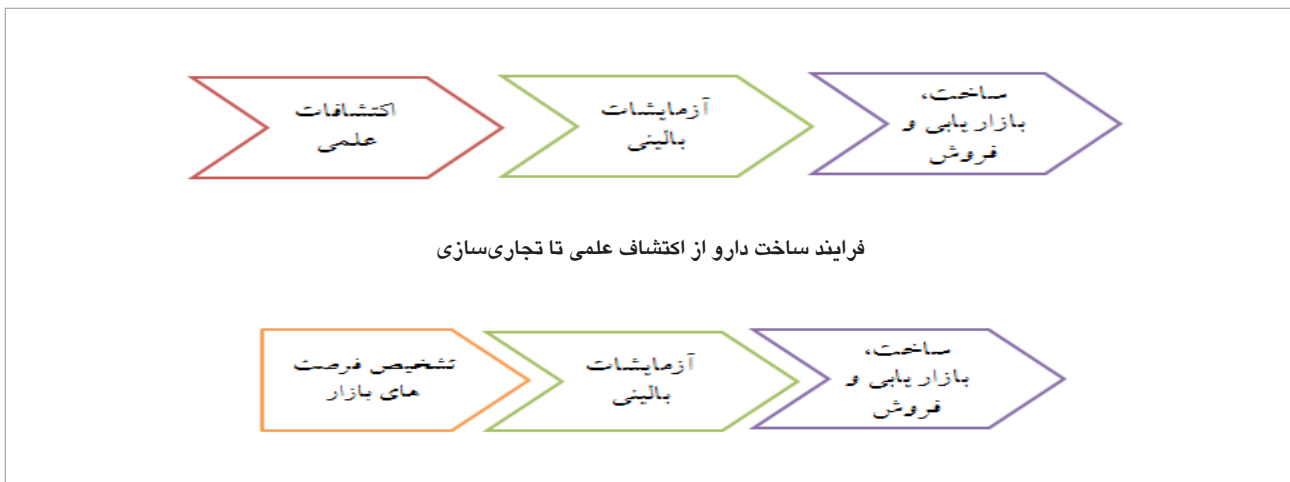 اکتشافات
علمی
آزمایشات
بالینی
ساخت،
بازار یابی و
فروش
فرایند ساخت دارو از اکتشاف علمی تا تجاری‌سازی
تشخیص فرصت
های بازار
آزمایشات
بالینی
ساخت،
بازار یابی و
فروش